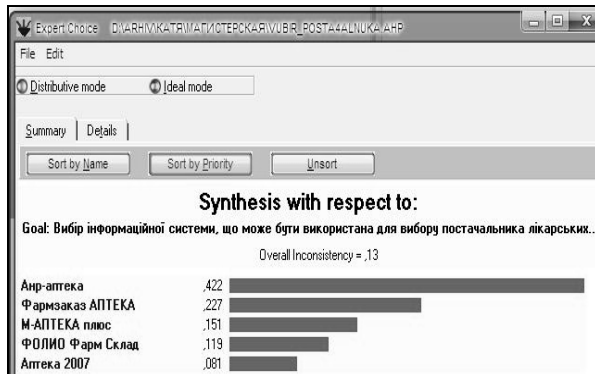 Expert Choice D:\ARHIV\КАТЯ\МАГИСТЕРСКАЯ\VUBIR_POSTA4ALNUKA.AHP
File Edit
Distributive mode Ideal mode
Summary Details
Sort by Name Sort by Priority Unsort
Synthesis with respect to:
Goal: Вибір інформаційної системи, що може бути використана для вибору постачальника лікарських...
Overall Inconsistency = ,13
Анр-аптека ,422
Фармзаказ АПТЕКА ,227
М-АПТЕКА плюс ,151
ФОЛИО Фарм Склад ,119
Аптека 2007 ,081